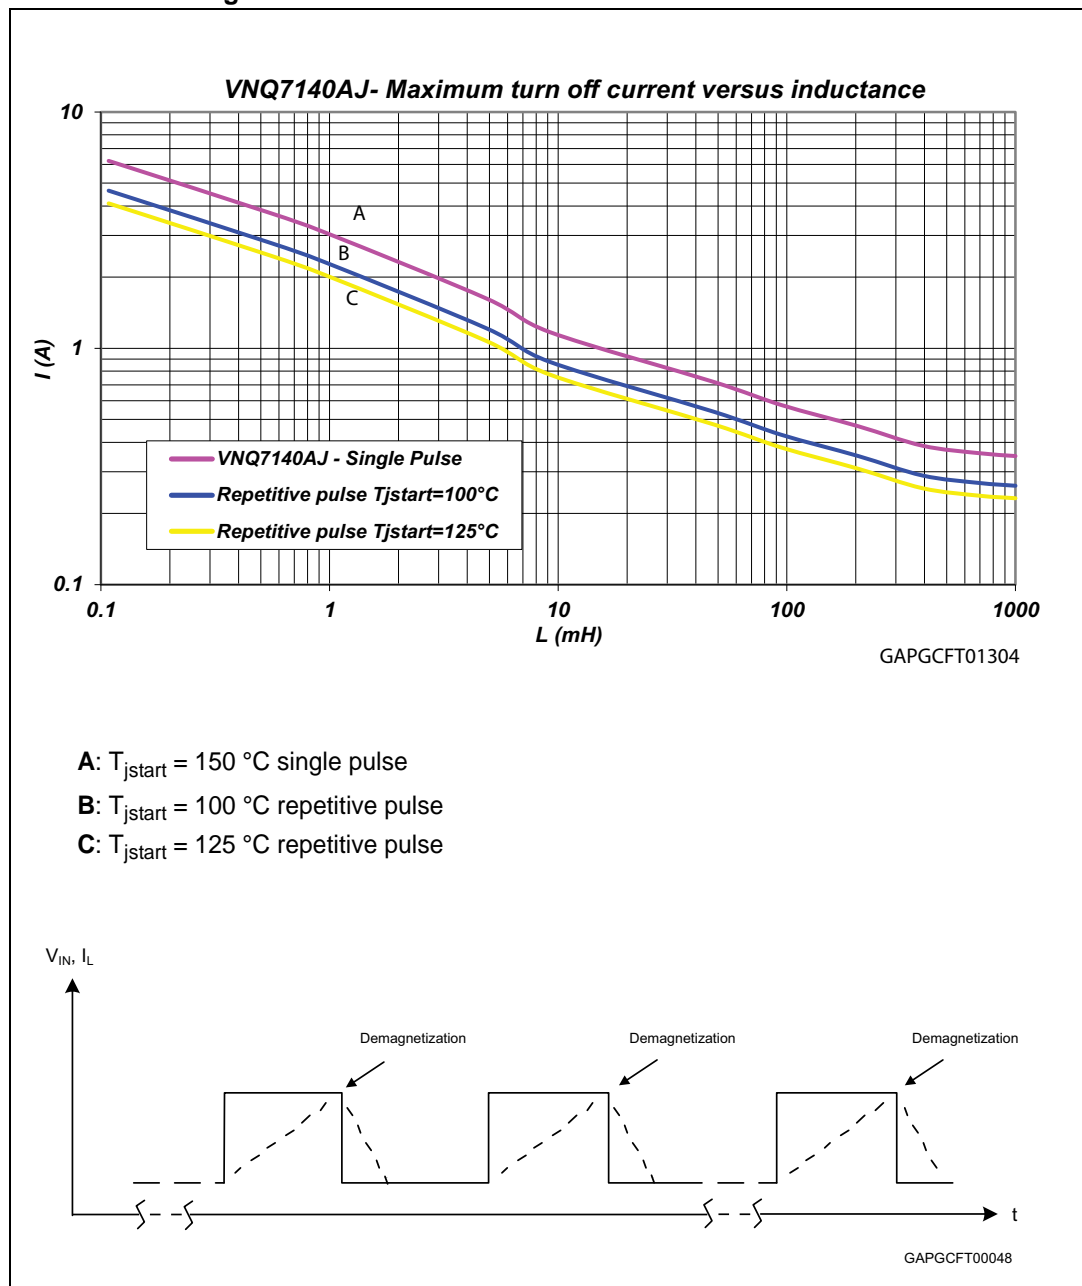 VNQ7140AJ- Maximum turn off current versus inductance
10
1
0.1
I (A)
A
B
C
VNQ7140AJ - Single Pulse
Repetitive pulse Tjstart=100°C
Repetitive pulse Tjstart=125°C
0.1 1 10 100 1000
L (mH)
GAPGCFT01304
A: Tjstart = 150 °C single pulse
B: Tjstart = 100 °C repetitive pulse
C: Tjstart = 125 °C repetitive pulse
VIN, IL
Demagnetization Demagnetization Demagnetization
t
GAPGCFT00048